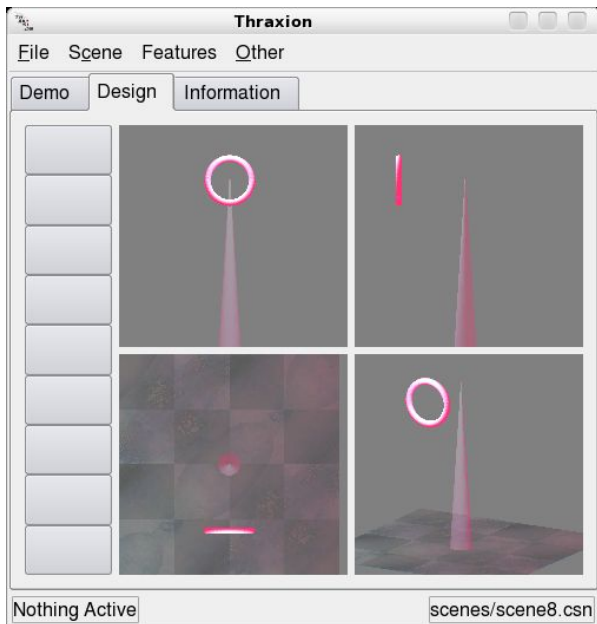 Thraxion
File Scene Features Other
Demo Design Information
Nothing Active scenes/scene8.csn